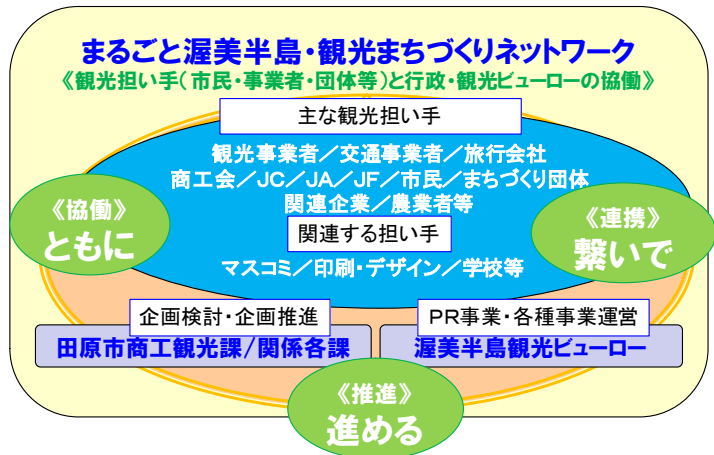 まるごと渥美半島・観光まちづくりネットワーク
《観光担い手(市民・事業者・団体等)と行政・観光ビューローの協働》
主な観光担い手
観光事業者/交通事業者/旅行会社
商工会/JC/JA/JF/市民/まちづくり団体
関連企業/農業者等
《協働》
ともに
《連携》
繋いで
関連する担い手
マスコミ/印刷・デザイン/学校等
企画検討・企画推進
PR事業・各種事業運営
田原市商工観光課/関係各課
渥美半島観光ビューロー
《推進》
進める